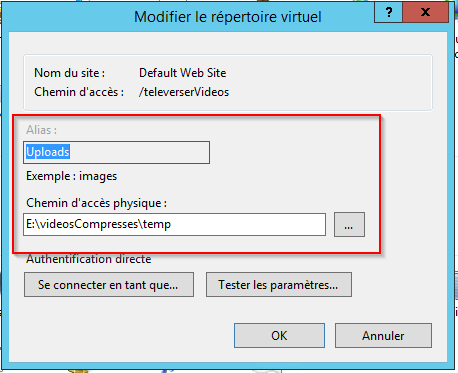 Modifier le répertoire virtuel
? x
Nom du site : Default Web Site
Chemin d'accès : /televerserVideos
Alias :
Uploads
Exemple : images
Chemin d'accès physique :
E:\videosCompresses\temp
...
Authentification directe
Se connecter en tant que... Tester les paramètres...
OK Annuler